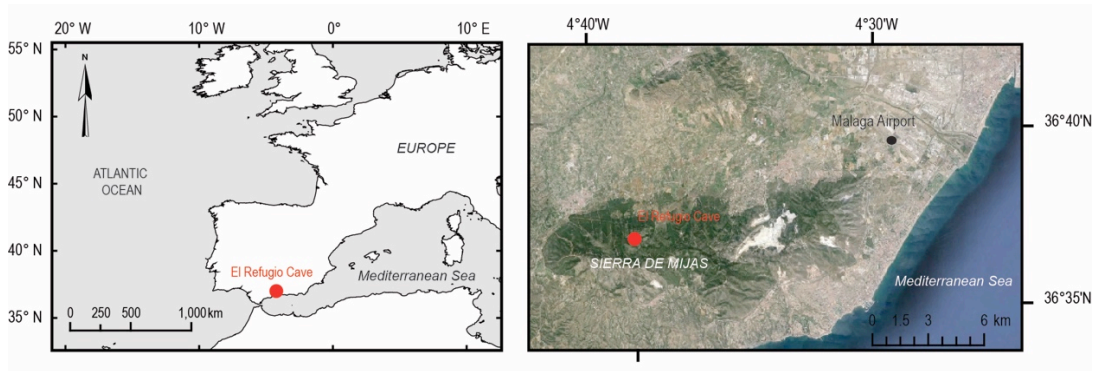 20° W 10° W 0° 10° E
55° N
50° N
45° N
40° N
35° N
N
ATLANTIC
OCEAN
EUROPE
El Refugio Cave
Mediterranean Sea
0 250 500 1,000 km
4°40'W 4°30'W
36°40'N
36°35'N
Malaga Airport
El Refugio Cave
SIERRA DE MIJAS
Mediterranean Sea
0 1.5 3 6 km